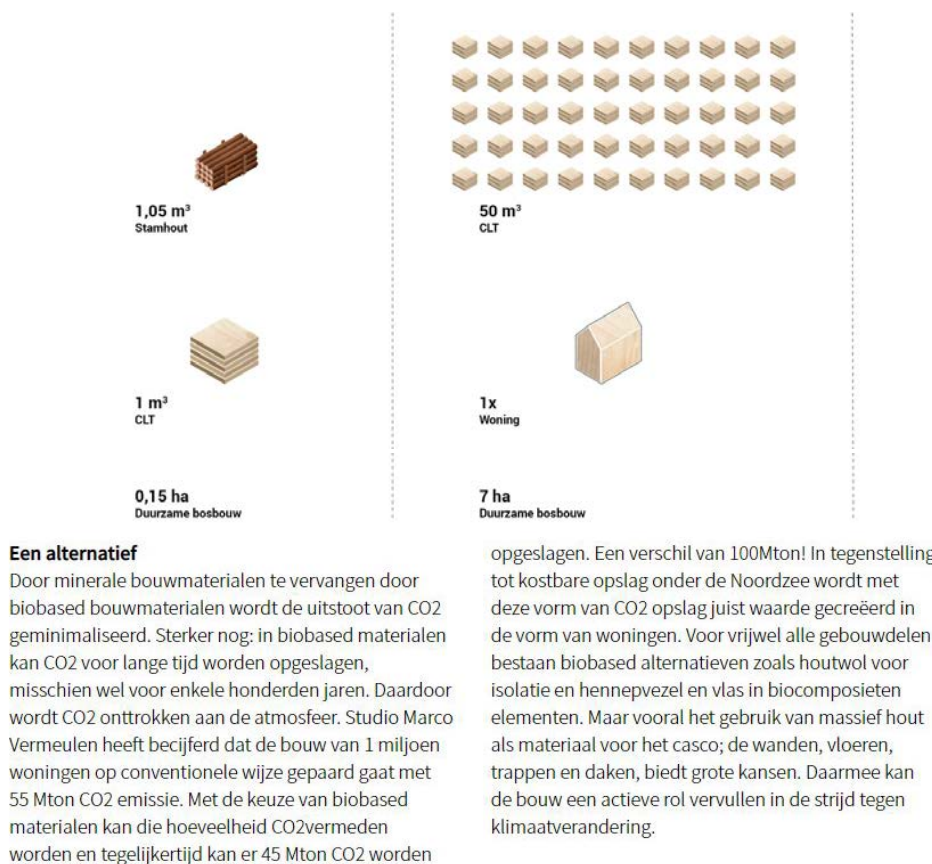 1,05 m³
Stamhout
50 m³
CLT
1 m³
CLT
1x
Woning
0,15 ha
Duurzame bosbouw
7 ha
Duurzame bosbouw
Een alternatief
Door minerale bouwmaterialen te vervangen door
biobased bouwmaterialen wordt de uitstoot van CO2
geminimaliseerd. Sterker nog: in biobased materialen
kan CO2 voor lange tijd worden opgeslagen,
misschien wel voor enkele honderden jaren. Daardoor
wordt CO2 onttrokken aan de atmosfeer. Studio Marco
Vermeulen heeft becijferd dat de bouw van 1 miljoen
woningen op conventionele wijze gepaard gaat met
55 Mton CO2 emissie. Met de keuze van biobased
materialen kan die hoeveelheid CO2vermeden
worden en tegelijkertijd kan er 45 Mton CO2 worden
opgeslagen. Een verschil van 100Mton! In tegenstelling
tot kostbare opslag onder de Noordzee wordt met
deze vorm van CO2 opslag juist waarde gecreëerd in
de vorm van woningen. Voor vrijwel alle gebouwdelen
bestaan biobased alternatieven zoals houtwol voor
isolatie en hennepvezel en vlas in biocomposieten
elementen. Maar vooral het gebruik van massief hout
als materiaal voor het casco; de wanden, vloeren,
trappen en daken, biedt grote kansen. Daarmee kan
de bouw een actieve rol vervullen in de strijd tegen
klimaatverandering.